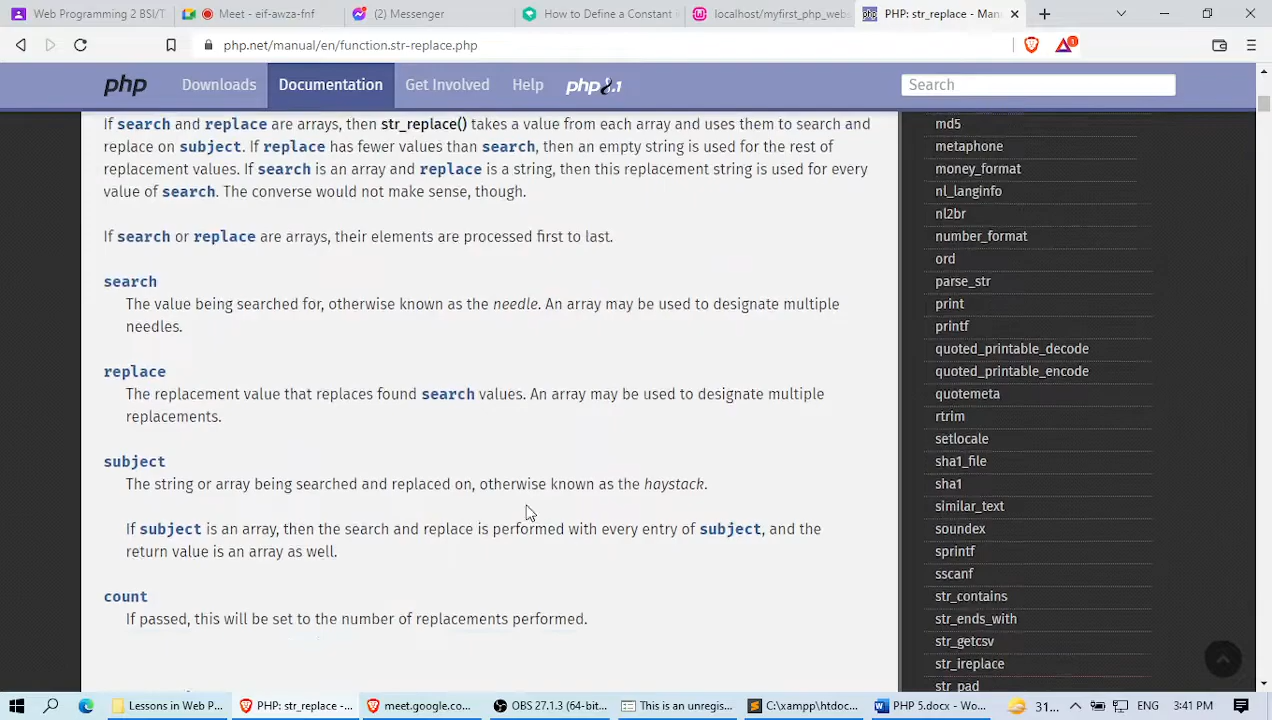 Web Programming 2 BSI/T
Meet - eif-awza-fnf
(2) Messenger
How to Define a Constant
localhost/myfirst_php_webs
PHP: str_replace - Man
php.net/manual/en/function.str-replace.php
1
php
Downloads
Documentation
Get Involved
Help
php8.1
Search
If search and replace are arrays, then str_replace() takes a value from each array and uses them to search and
replace on subject. If replace has fewer values than search, then an empty string is used for the rest of
replacement values. If search is an array and replace is a string, then this replacement string is used for every
value of search. The converse would not make sense, though.
If search or replace are arrays, their elements are processed first to last.
search
The value being searched for, otherwise known as the needle. An array may be used to designate multiple
needles.
replace
The replacement value that replaces found search values. An array may be used to designate multiple
replacements.
subject
The string or array being searched and replaced on, otherwise known as the haystack.
If subject is an array, then the search and replace is performed with every entry of subject, and the
return value is an array as well.
count
If passed, this will be set to the number of replacements performed.
md5
metaphone
money_format
nl_langinfo
nl2br
number_format
ord
parse_str
print
printf
quoted_printable_decode
quoted_printable_encode
quotemeta
rtrim
setlocale
sha1_file
sha1
similar_text
soundex
sprintf
sscanf
str_contains
str_ends_with
str_getcsv
str_ireplace
str_pad
Lessons in Web P...
PHP: str_replace -...
meet.google.co...
OBS 27.1.3 (64-bit...
This is an unregis...
C:\xampp\htdoc...
PHP 5.docx - Wo...
31...
ENG
3:41 PM